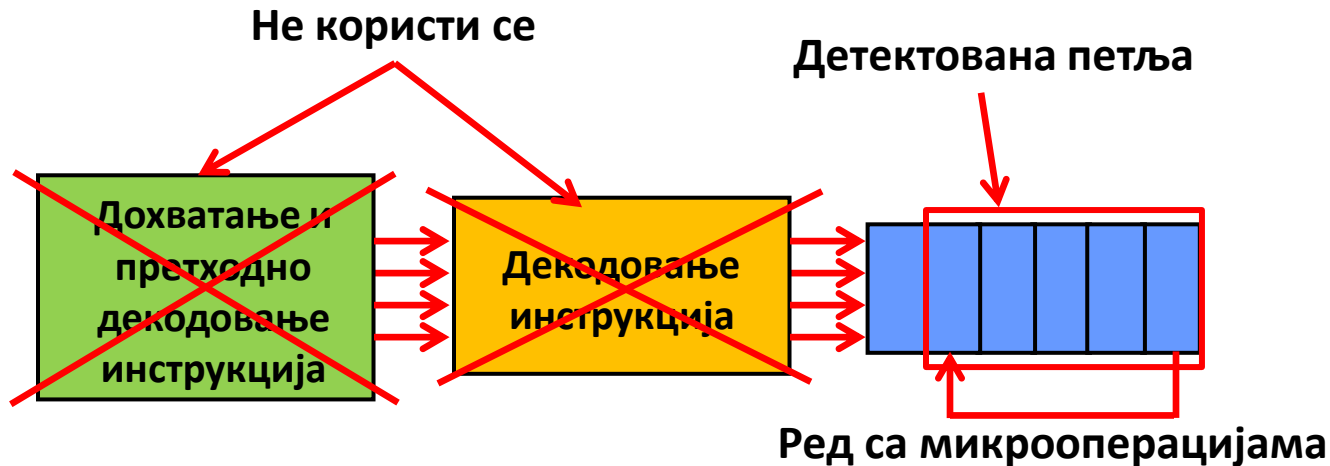 Не користи се
Детектована петља
Дохватање и
претходно
декодовање
инструкција
Декодовање
инструкција
Ред са микрооперацијама